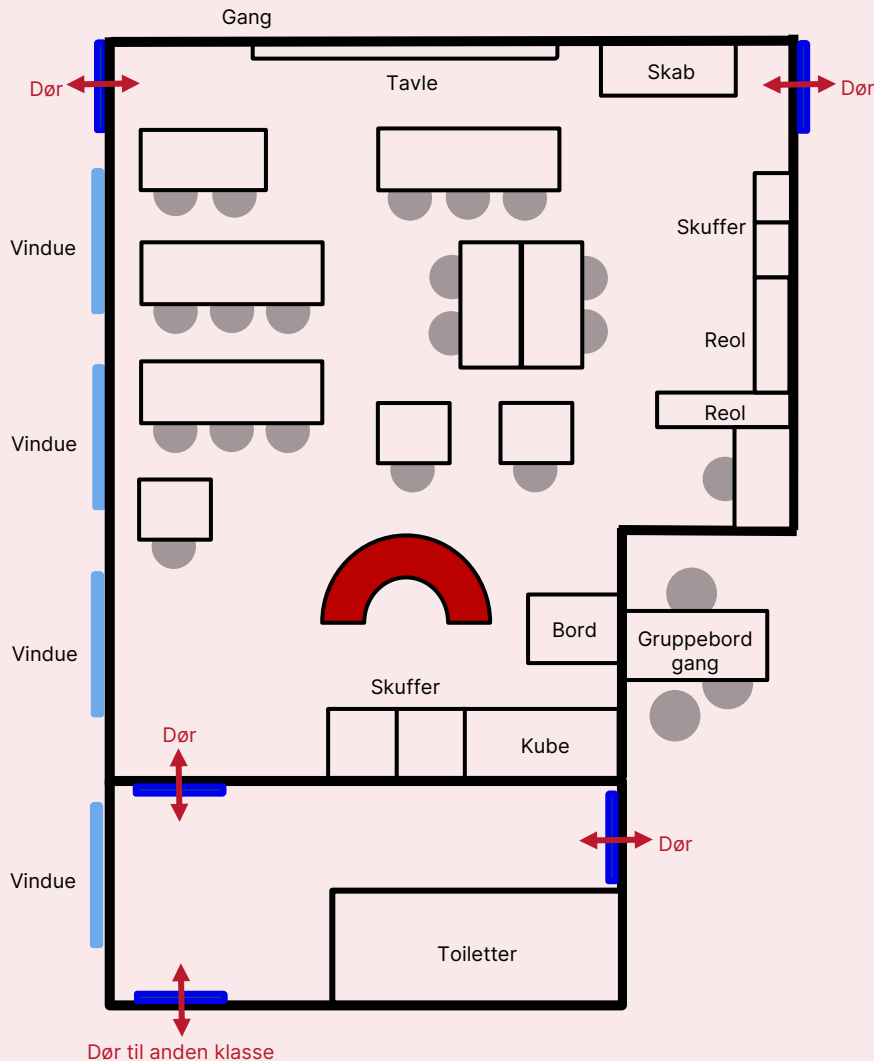 Gang
Tavle
Skab
Dør
Dør
Skuffer
Vindue
Reol
Reol
Vindue
Bord
Gruppebord
gang
Vindue
Skuffer
Dør
Kube
Dør
Vindue
Toiletter
Dør til anden klasse